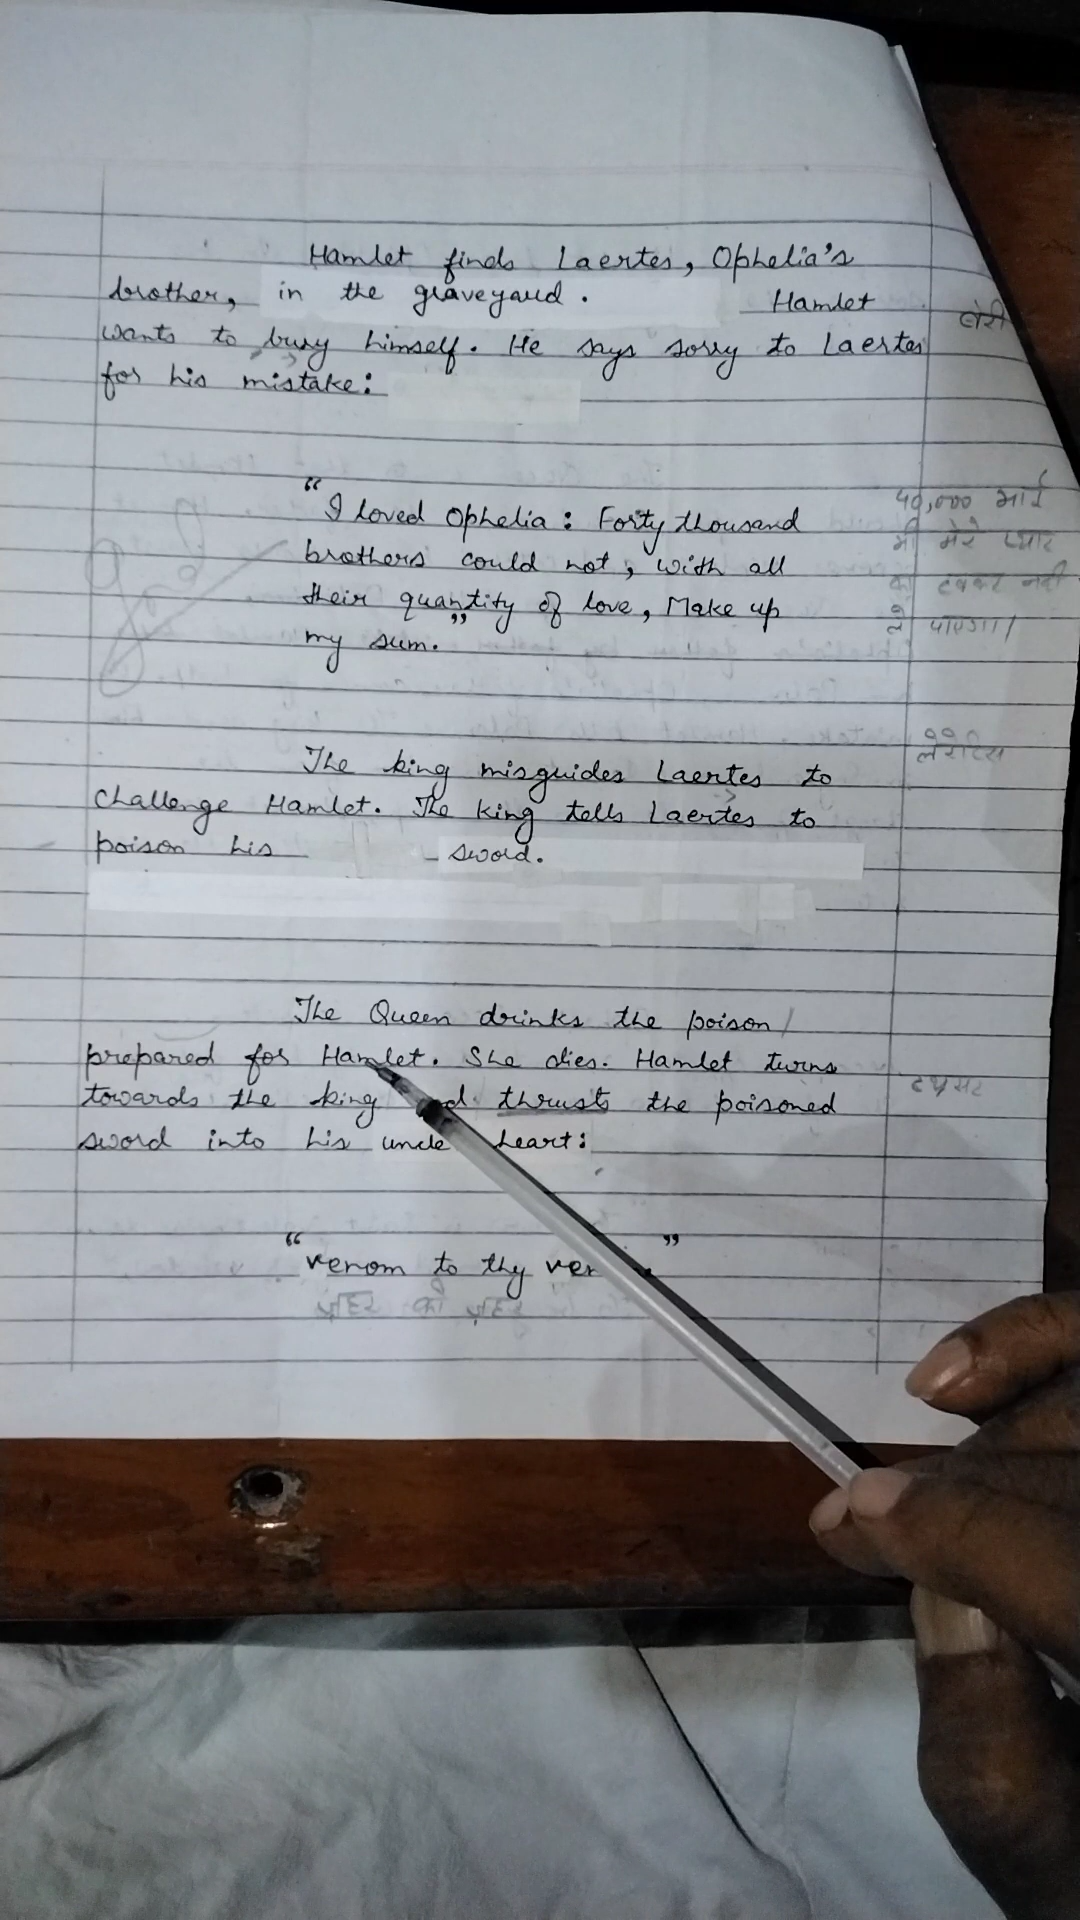 Hamlet finds Laertes, Ophelia's
brother, in the graveyard. Hamlet
wants to bury himself. He says sorry to Laertes
for his mistake:
बेरी
"I loved Ophelia: Forty thousand
brothers could not, with all
their quantity of love, Make up
my sum."
40,000 भाई
भी मेरे प्यार
का टक्कर नहीं
ले पाएगा।
The king misguides Laertes to
challenge Hamlet. The king tells Laertes to
poison his sword.
लेरीटिस
The Queen drinks the poison
prepared for Hamlet. She dies. Hamlet turns
towards the king thrusts the poisoned
sword into his uncle heart:
"venom to thy "
ज़हर को ज़हर